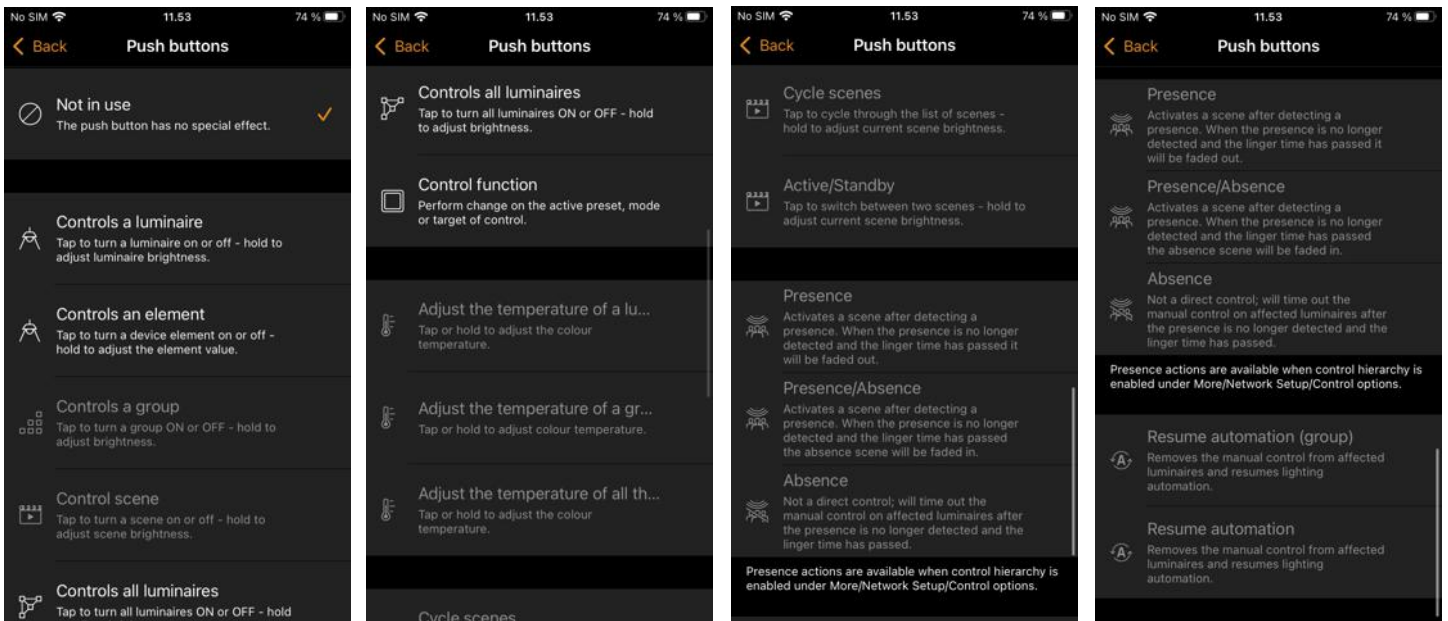 No SIM 11.53 74 %
Back Push buttons
Not in use
The push button has no special effect.
Controls a luminaire
Tap to turn a luminaire on or off - hold to
adjust luminaire brightness.
Controls an element
Tap to turn a device element on or off -
hold to adjust the element value.
Controls a group
Tap to turn a group ON or OFF - hold to
adjust brightness.
Control scene
Tap to turn a scene on or off - hold to
adjust scene brightness.
Controls all luminaires
Tap to turn all luminaires ON or OFF - hold
No SIM 11.53 74 %
Back Push buttons
Controls all luminaires
Tap to turn all luminaires ON or OFF - hold
to adjust brightness.
Control function
Perform change on the active preset, mode
or target of control.
Adjust the temperature of a lu...
Tap or hold to adjust the colour
temperature.
Adjust the temperature of a gr...
Tap or hold to adjust colour temperature.
Adjust the temperature of all th...
Tap or hold to adjust the colour
temperature.
Cycle scenes
No SIM 11.53 74 %
Back Push buttons
Cycle scenes
Tap to cycle through the list of scenes -
hold to adjust current scene brightness.
Active/Standby
Tap to switch between two scenes - hold to
adjust current scene brightness.
Presence
Activates a scene after detecting a
presence. When the presence is no longer
detected and the linger time has passed it
will be faded out.
Presence/Absence
Activates a scene after detecting a
presence. When the presence is no longer
detected and the linger time has passed
the absence scene will be faded in.
Absence
Not a direct control; will time out the
manual control on affected luminaires after
the presence is no longer detected and the
linger time has passed.
Presence actions are available when control hierarchy is
enabled under More/Network Setup/Control options.
No SIM 11.53 74 %
Back Push buttons
Presence
Activates a scene after detecting a
presence. When the presence is no longer
detected and the linger time has passed it
will be faded out.
Presence/Absence
Activates a scene after detecting a
presence. When the presence is no longer
detected and the linger time has passed
the absence scene will be faded in.
Absence
Not a direct control; will time out the
manual control on affected luminaires after
the presence is no longer detected and the
linger time has passed.
Presence actions are available when control hierarchy is
enabled under More/Network Setup/Control options.
Resume automation (group)
Removes the manual control from affected
luminaires and resumes lighting
automation.
Resume automation
Removes the manual control from affected
luminaires and resumes lighting
automation.